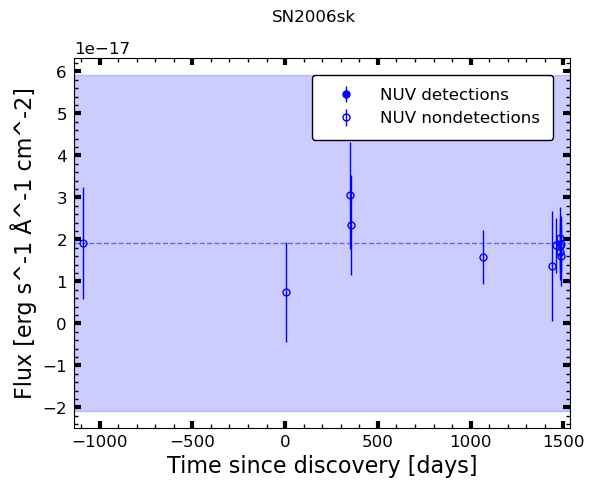 SN2006sk
1e−17
6
5
4
3
2
1
0
−1
−2
Flux [erg s^-1 Å^-1 cm^-2]
NUV detections
NUV nondetections
−1000 −500 0 500 1000 1500
Time since discovery [days]